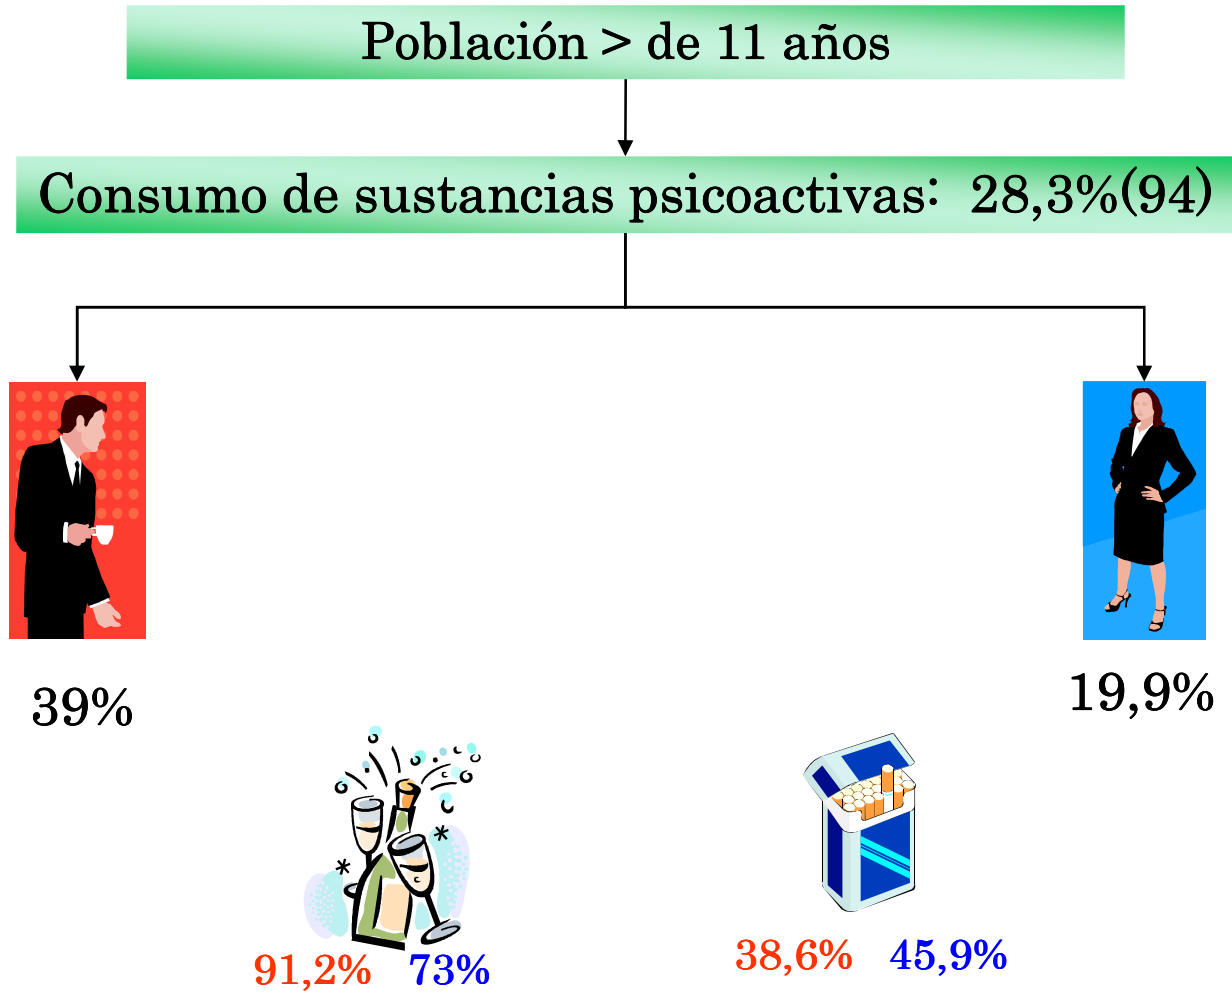 Población > de 11 años
Consumo de sustancias psicoactivas: 28,3%(94)
39%
19,9%
91,2% 73%
38,6% 45,9%